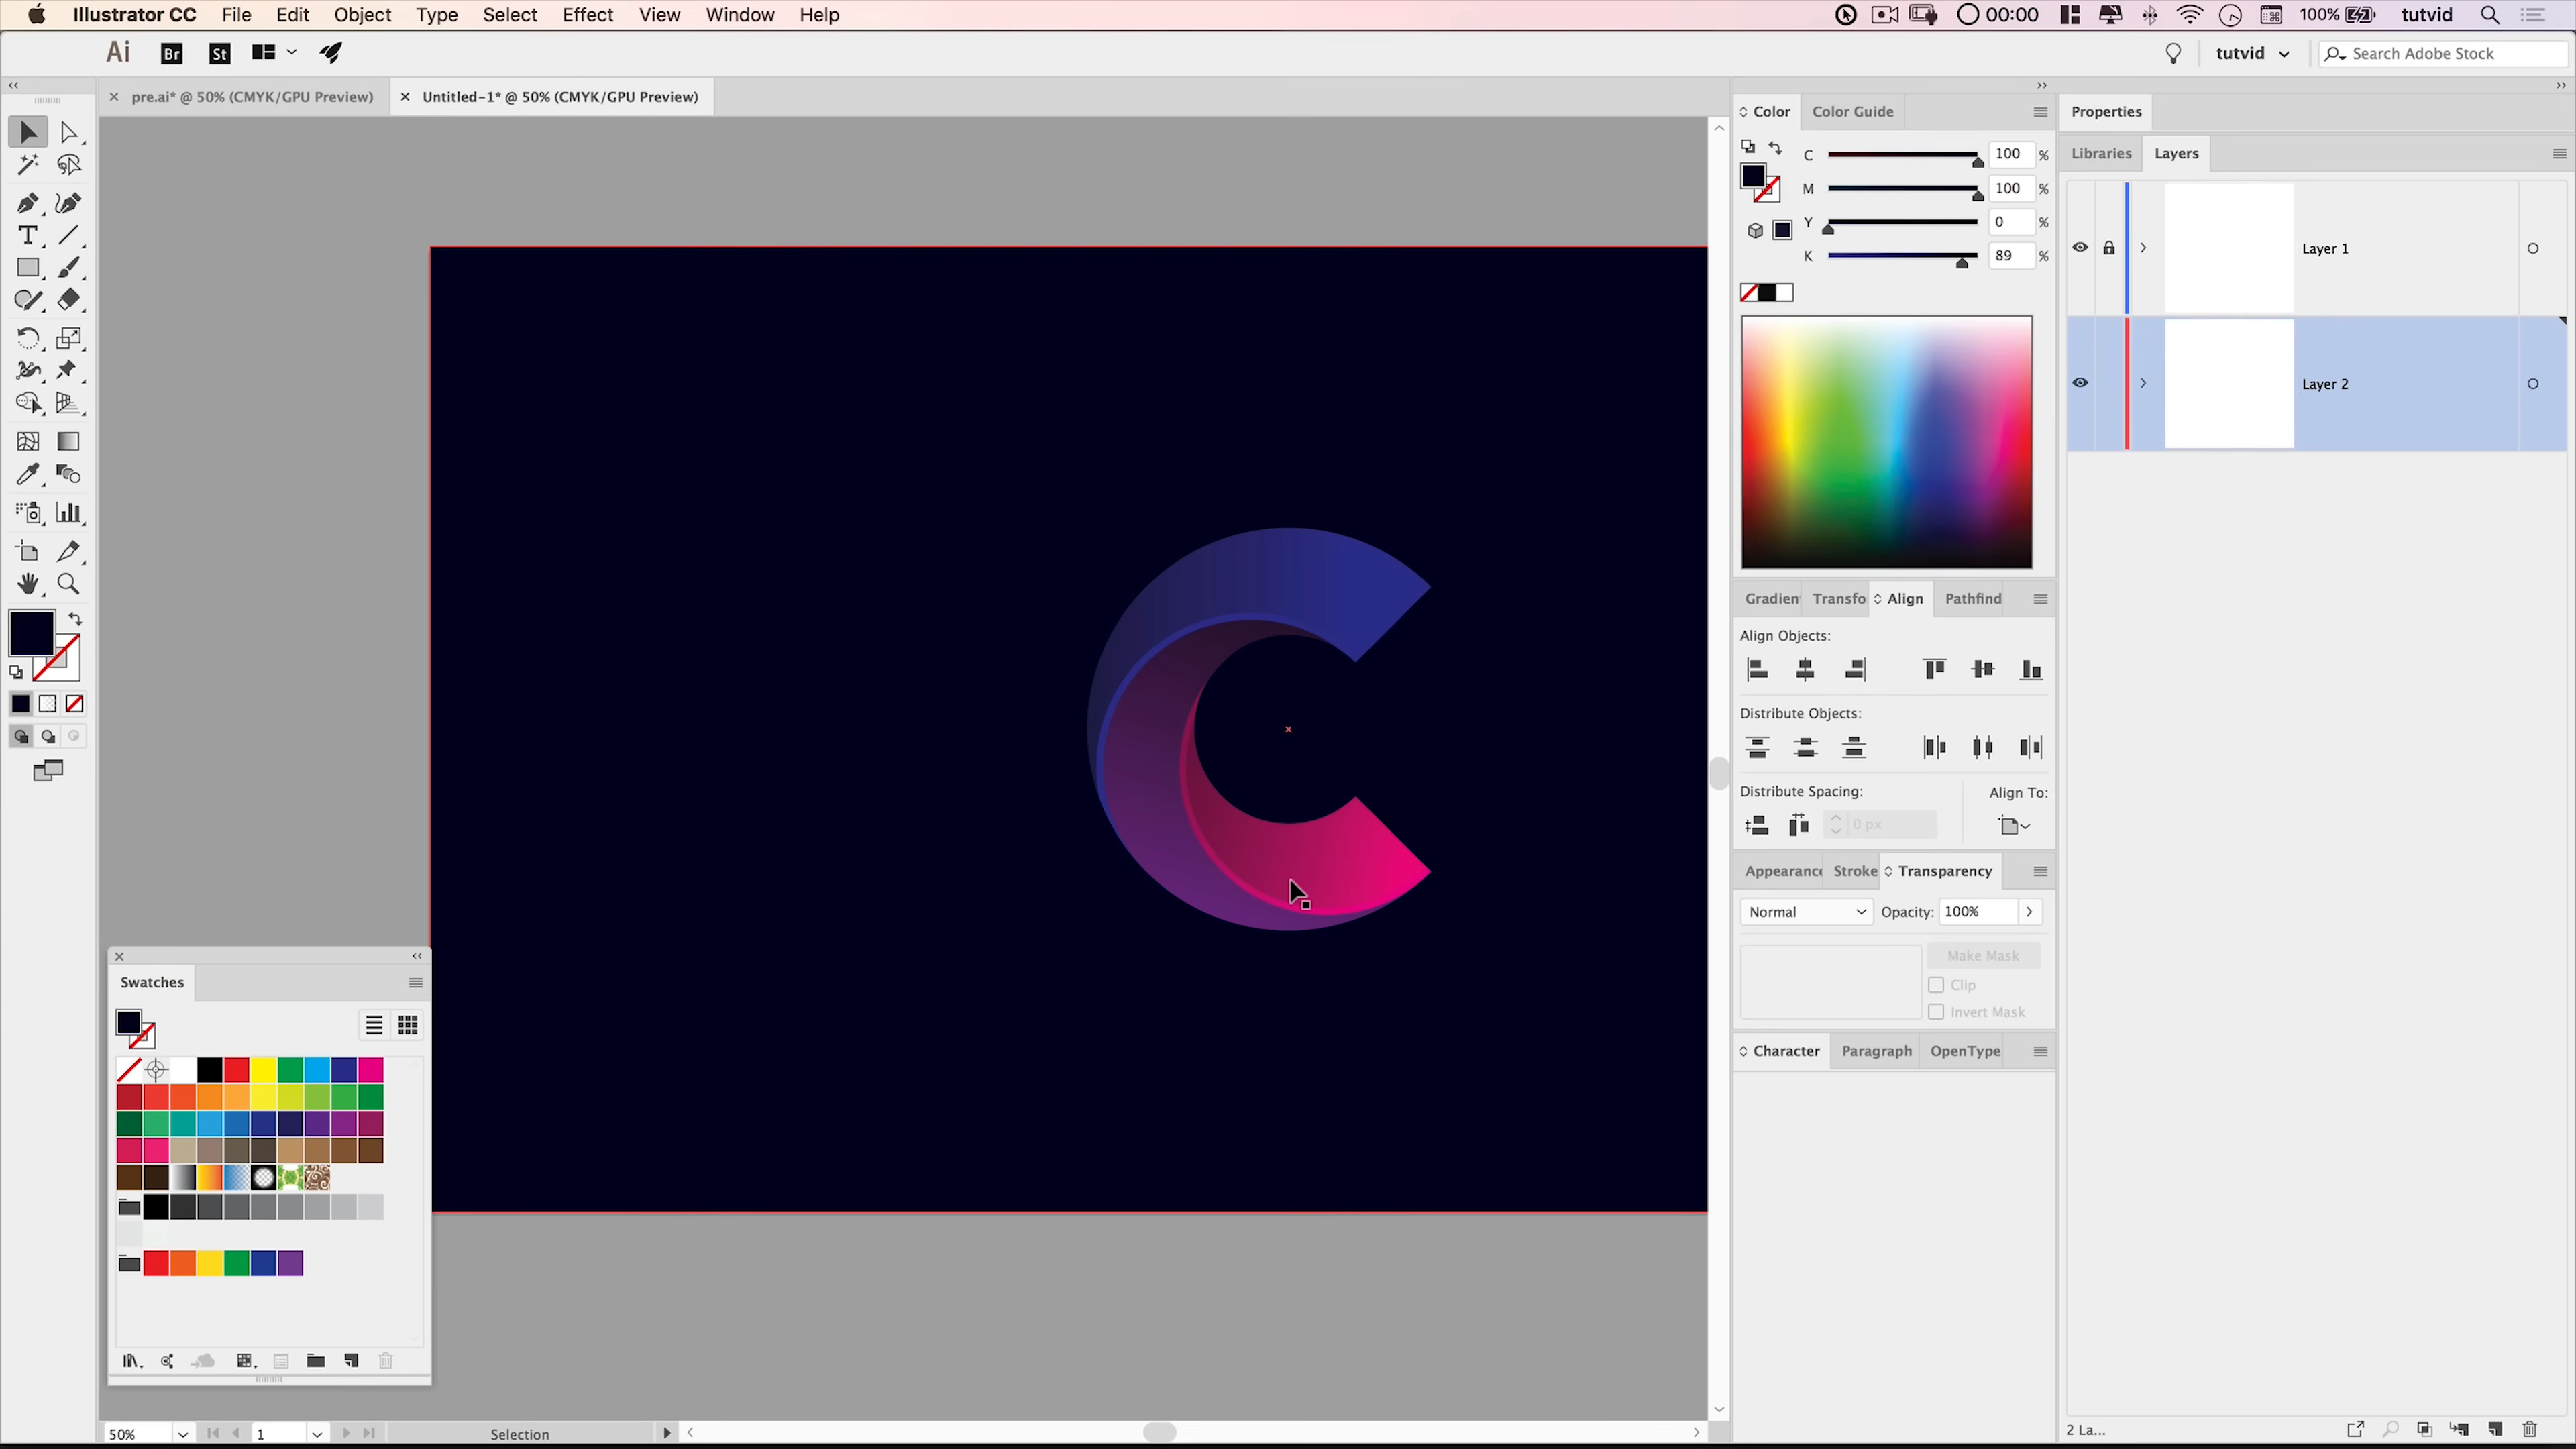 Illustrator CC File Edit Object Type Select Effect View Window Help 00:00 100% tutvid
Ai Br St tutvid Search Adobe Stock
pre.ai* @ 50% (CMYK/GPU Preview) Untitled-1* @ 50% (CMYK/GPU Preview)
Color Color Guide
C 100 %
M 100 %
Y 0 %
K 89 %
Gradien Transfo Align Pathfind
Align Objects:
Distribute Objects:
Distribute Spacing: Align To:
0 px
Appearanc Stroke Transparency
Normal Opacity: 100%
Make Mask
Clip
Invert Mask
Character Paragraph OpenType
Properties
Libraries Layers
Layer 1
Layer 2
2 La...
Swatches
50% 1 Selection